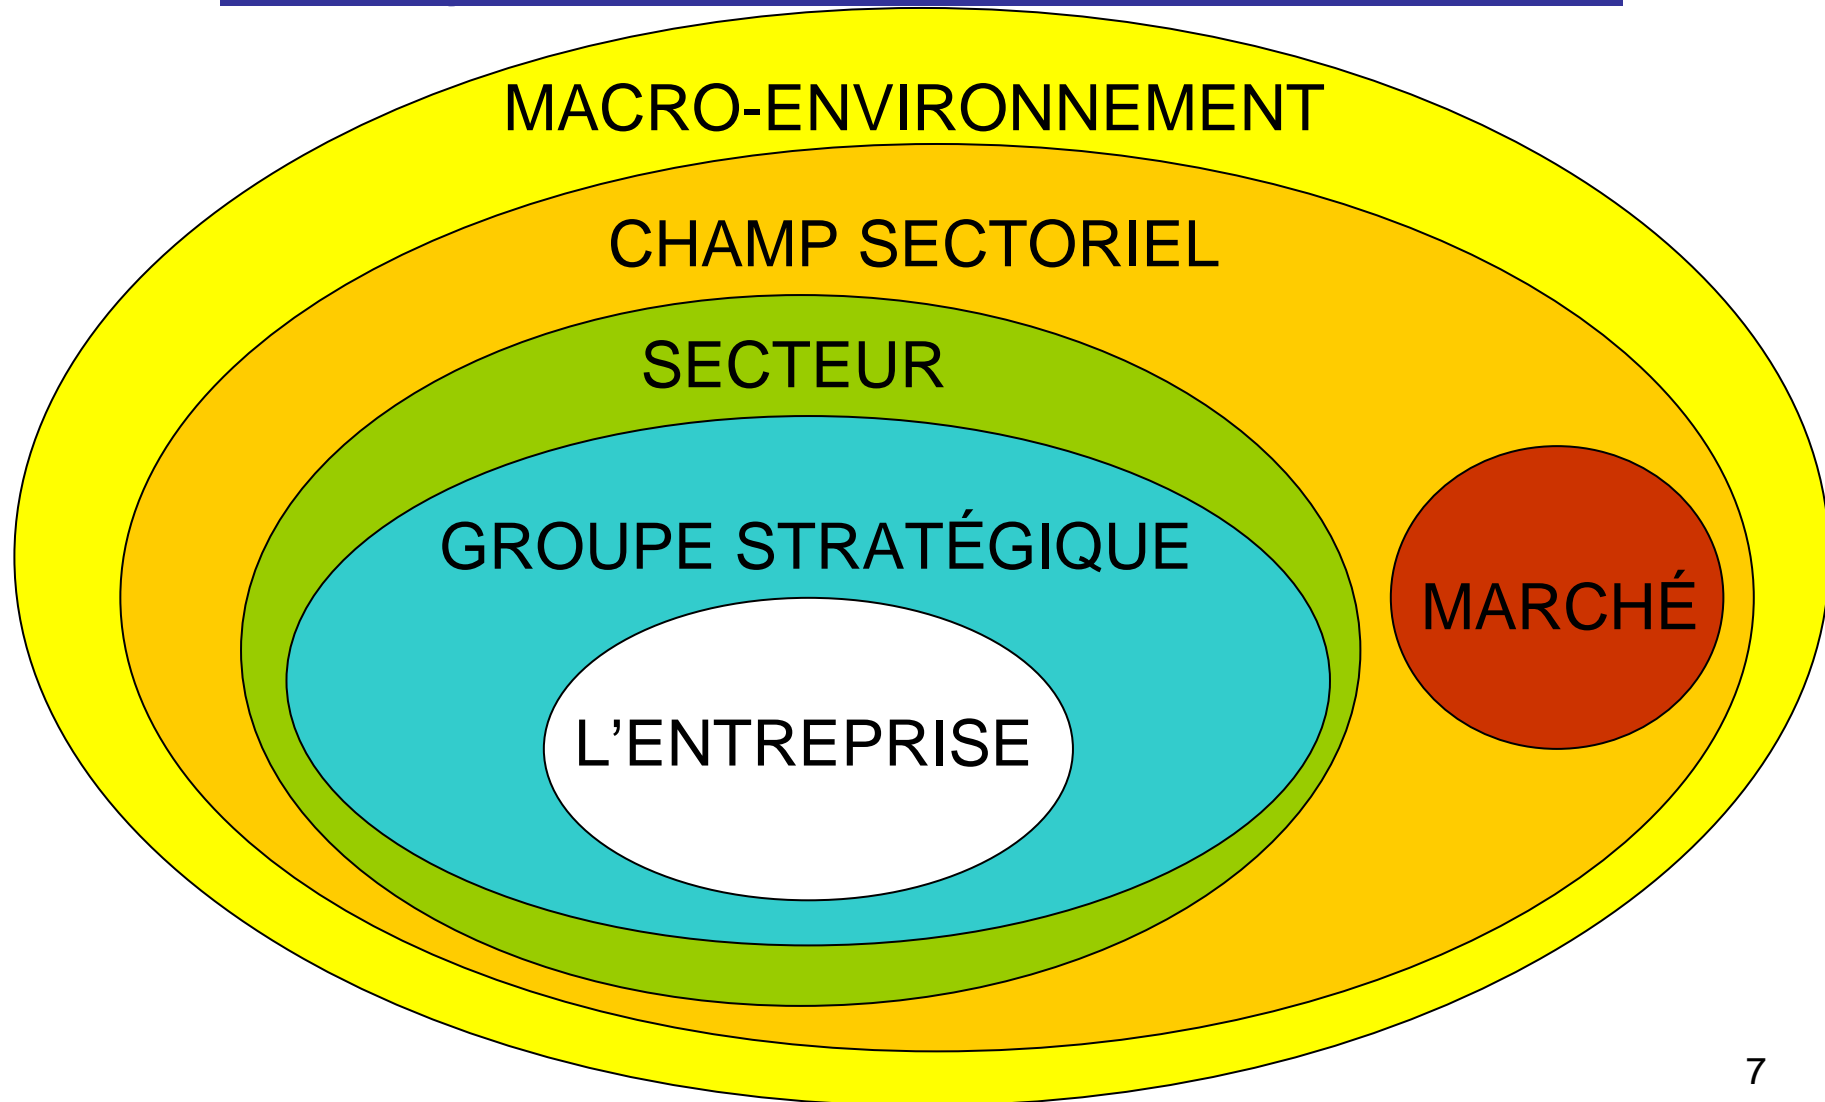 MACRO-ENVIRONNEMENT
CHAMP SECTORIEL
SECTEUR
GROUPE STRATÉGIQUE
MARCHÉ
L’ENTREPRISE
7